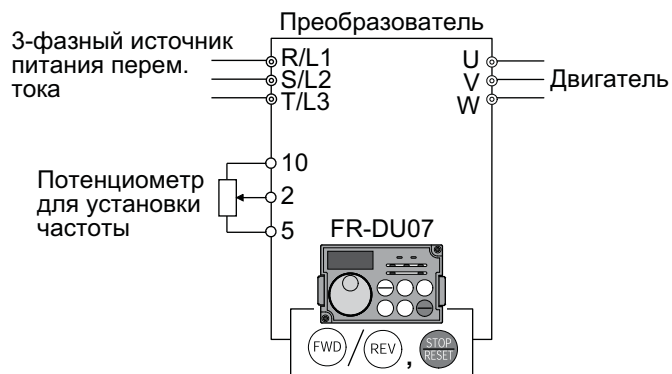 Преобразователь
3-фазный источник
питания перем.
тока
R/L1
S/L2
T/L3
U
V
W
Двигатель
10
2
5
Потенциометр
для установки
частоты
FR-DU07
FWD / REV , STOP
RESET